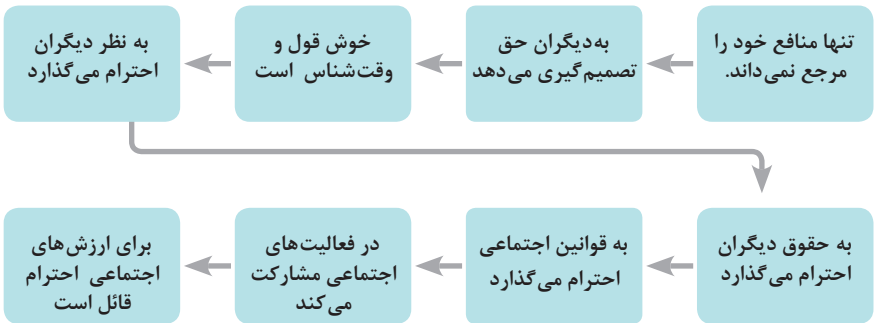 تنها منافع خود را
مرجع نمی‌داند.
به‌دیگران حق
تصمیم‌گیری می‌دهد
خوش قول و
وقت‌شناس است
به نظر دیگران
احترام می‌گذارد
به حقوق دیگران
احترام می‌گذارد
به قوانین اجتماعی
احترام می‌گذارد
در فعالیت‌های
اجتماعی مشارکت
می‌کند
برای ارزش‌های
اجتماعی احترام
قائل است